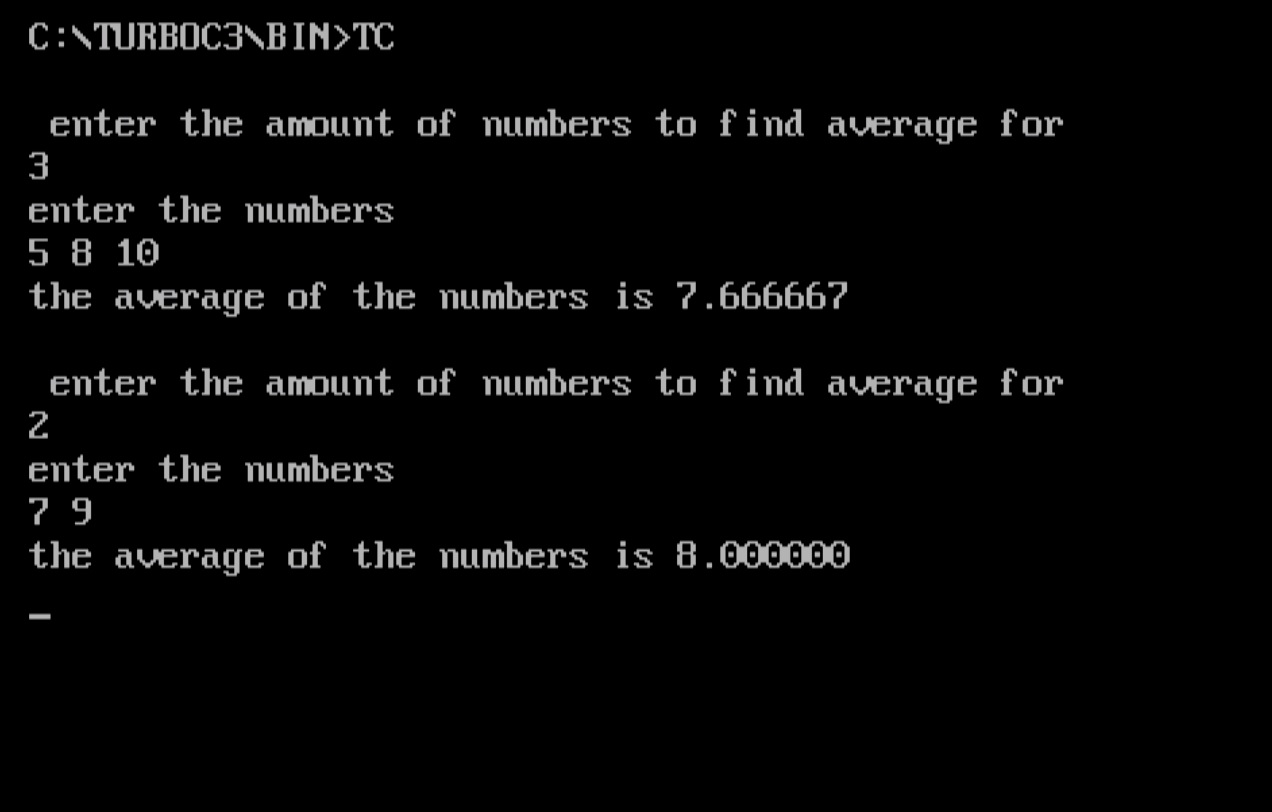 C:\TURBOC3\BIN>TC
enter the amount of numbers to find average for
3
enter the numbers
5 8 10
the average of the numbers is 7.666667
enter the amount of numbers to find average for
2
enter the numbers
7 9
the average of the numbers is 8.000000
_